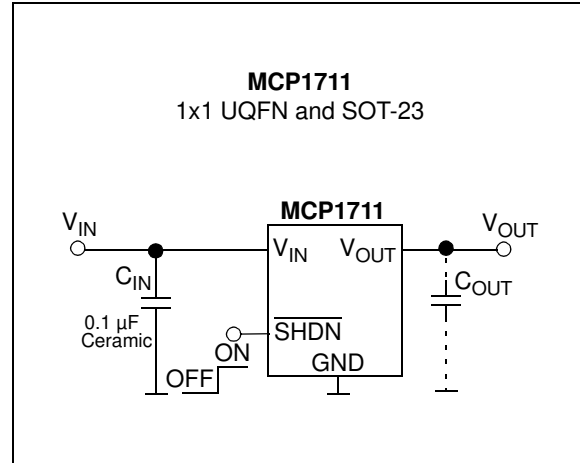 MCP1711
1x1 UQFN and SOT-23
MCP1711
VIN
VIN
VOUT
VOUT
CIN
COUT
0.1 µF
Ceramic
SHDN
ON
OFF
GND